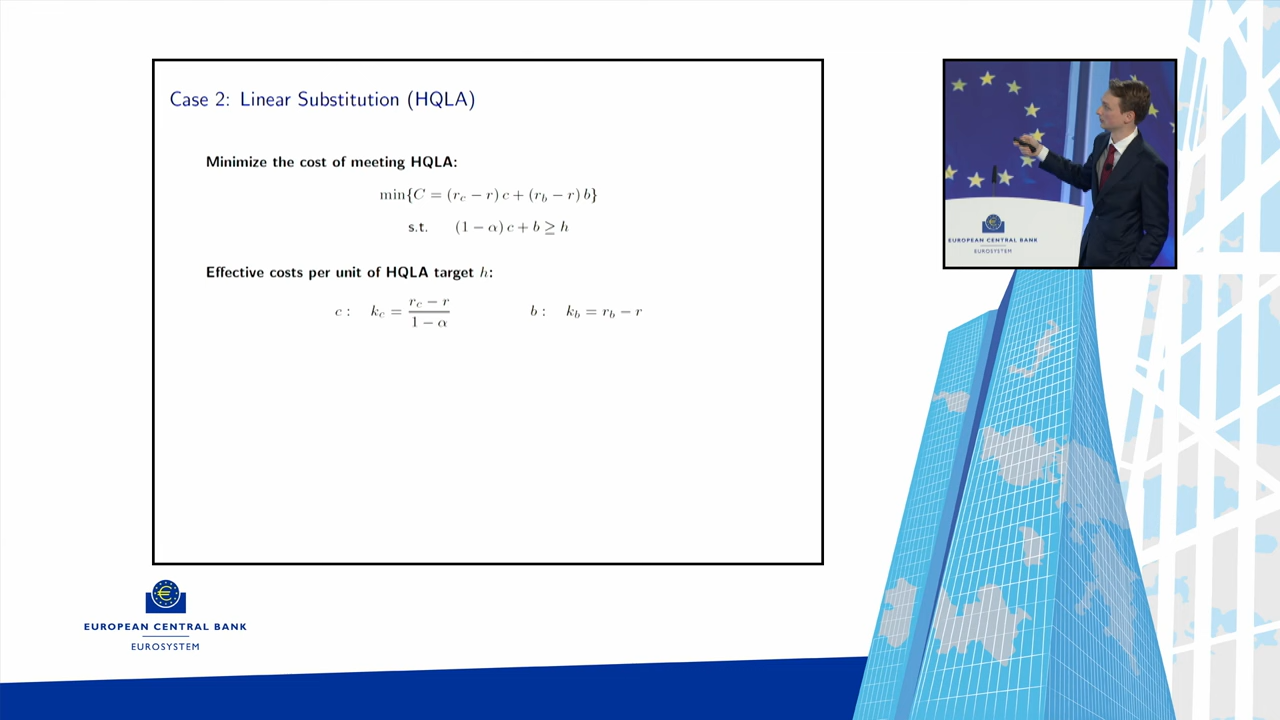 Case 2: Linear Substitution (HQLA)
Minimize the cost of meeting HQLA:
min{C = (r_c − r) c + (r_b − r) b}
s.t. (1 − α) c + b ≥ h
Effective costs per unit of HQLA target h:
c : k_c = (r_c − r) / (1 − α) b : k_b = r_b − r
EUROPEAN CENTRAL BANK
EUROSYSTEM
EUROPEAN CENTRAL BANK
EUROSYSTEM